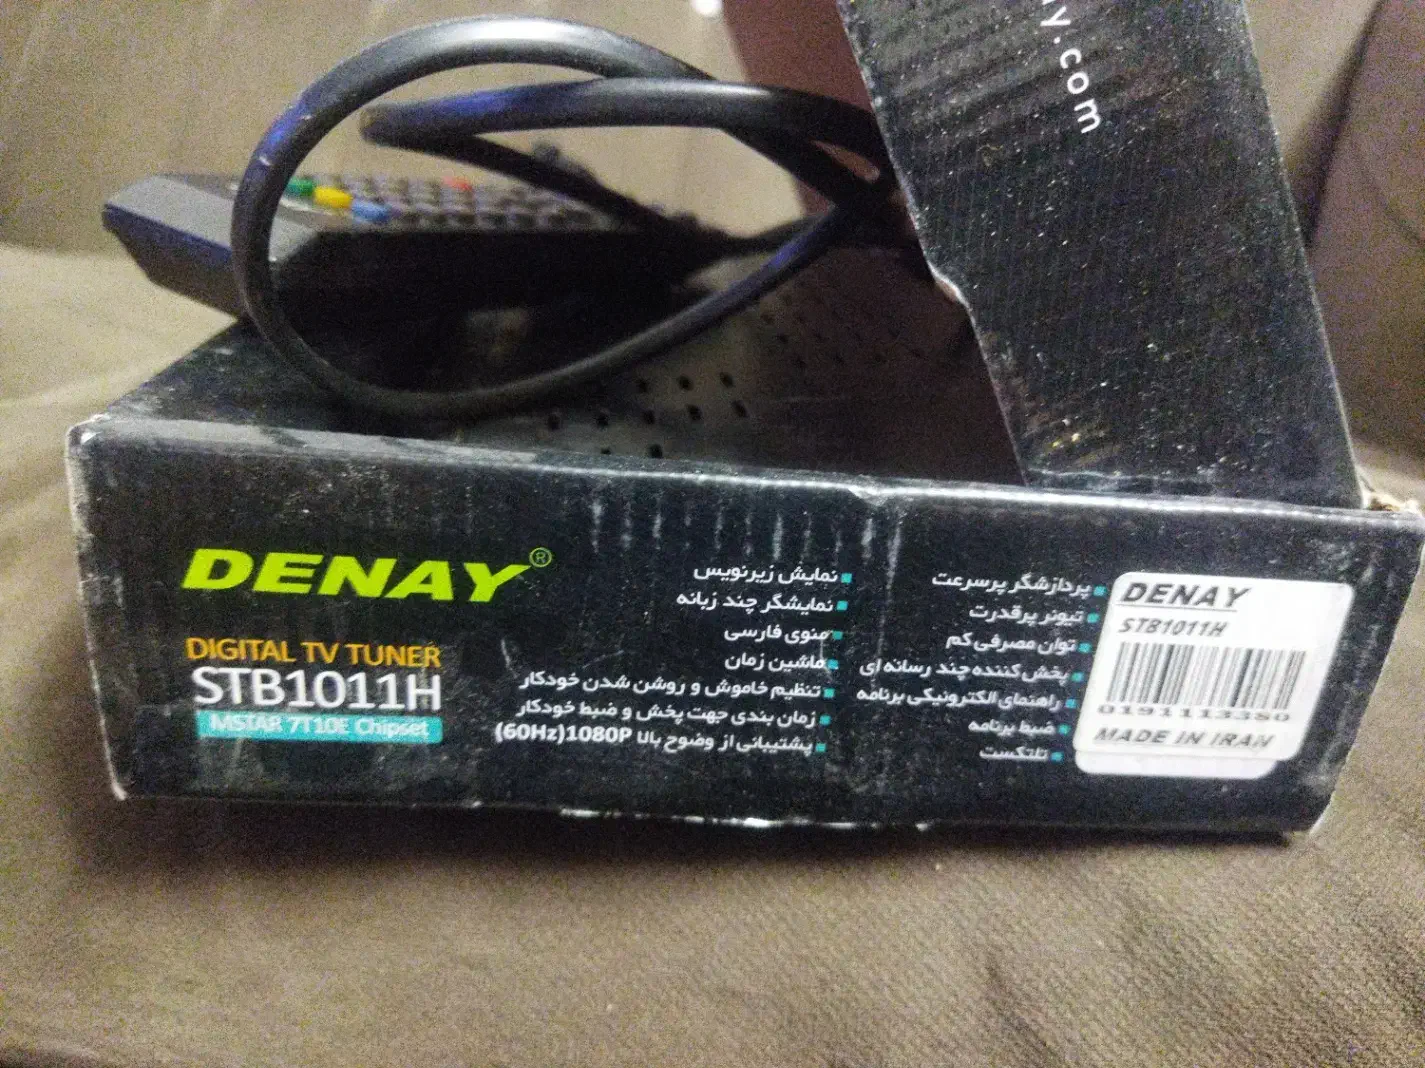 y.com
DENAY®
DIGITAL TV TUNER
STB1011H
MSTAR 7T10E Chipset
پردازشگر پرسرعت
تیونر پرقدرت
توان مصرفی کم
پخش کننده چند رسانه ای
راهنمای الکترونیکی برنامه
ضبط برنامه
تلتکست
نمایش زیرنویس
نمایشگر چند زبانه
منوی فارسی
ماشین زمان
تنظیم خاموش و روشن شدن خودکار
زمان بندی جهت پخش و ضبط خودکار
پشتیبانی از وضوح بالا 1080P(60Hz)
DENAY
STB1011H
0191113380
MADE IN IRAN